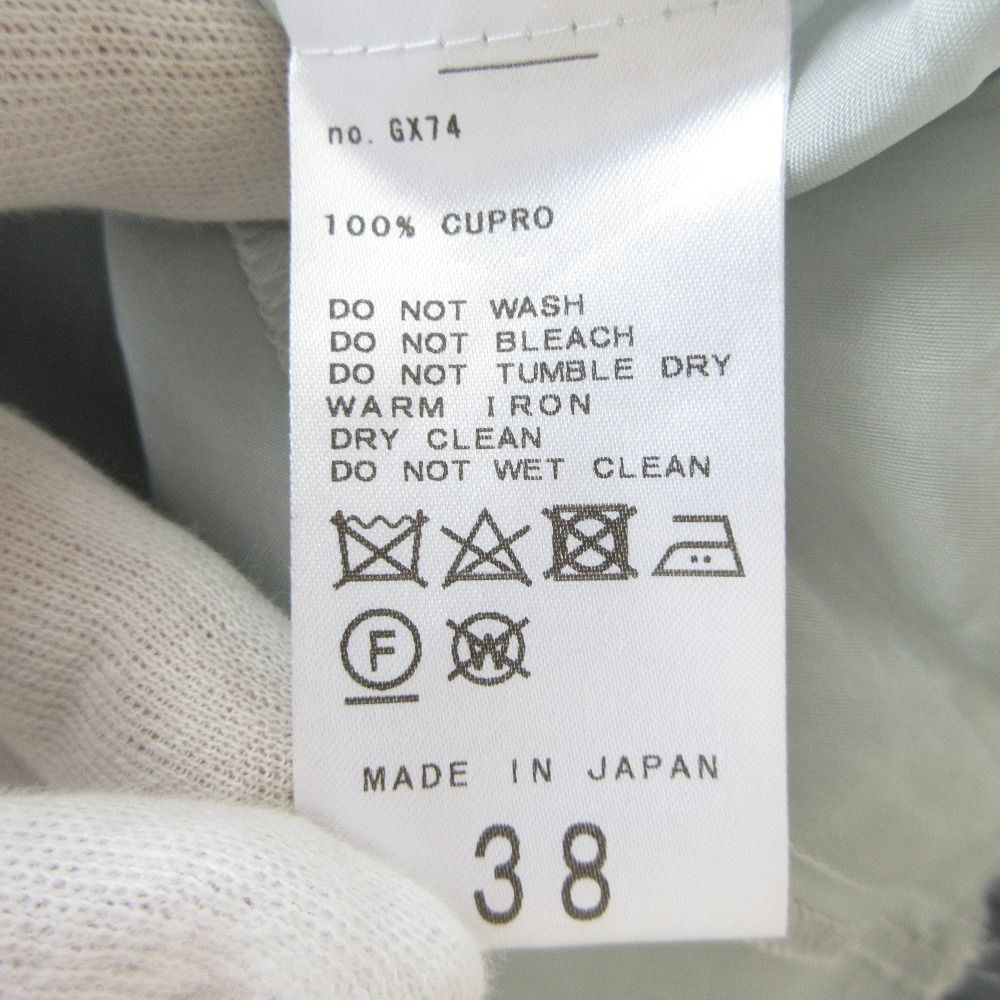 no. GX74
100% CUPRO
DO NOT WASH
DO NOT BLEACH
DO NOT TUMBLE DRY
WARM IRON
DRY CLEAN
DO NOT WET CLEAN
F W
MADE IN JAPAN
38